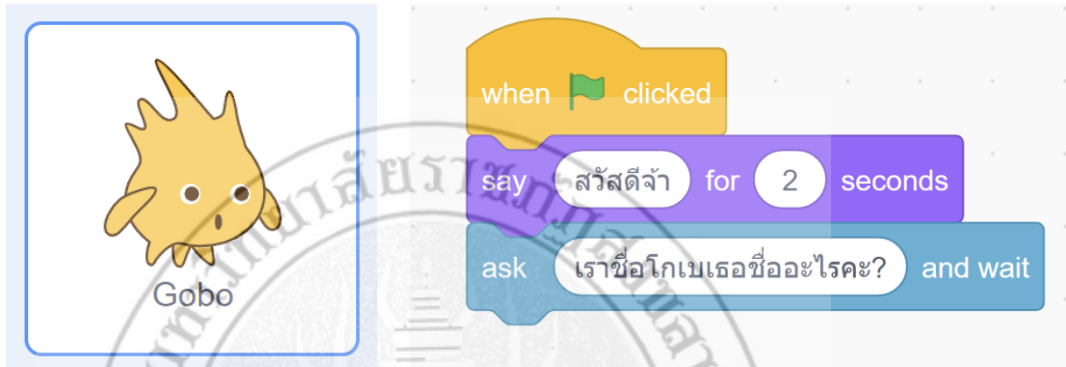 when clicked
say สวัสดีจ้า for 2 seconds
ask เราชื่อโกเบเธอชื่ออะไรคะ? and wait
Gobo